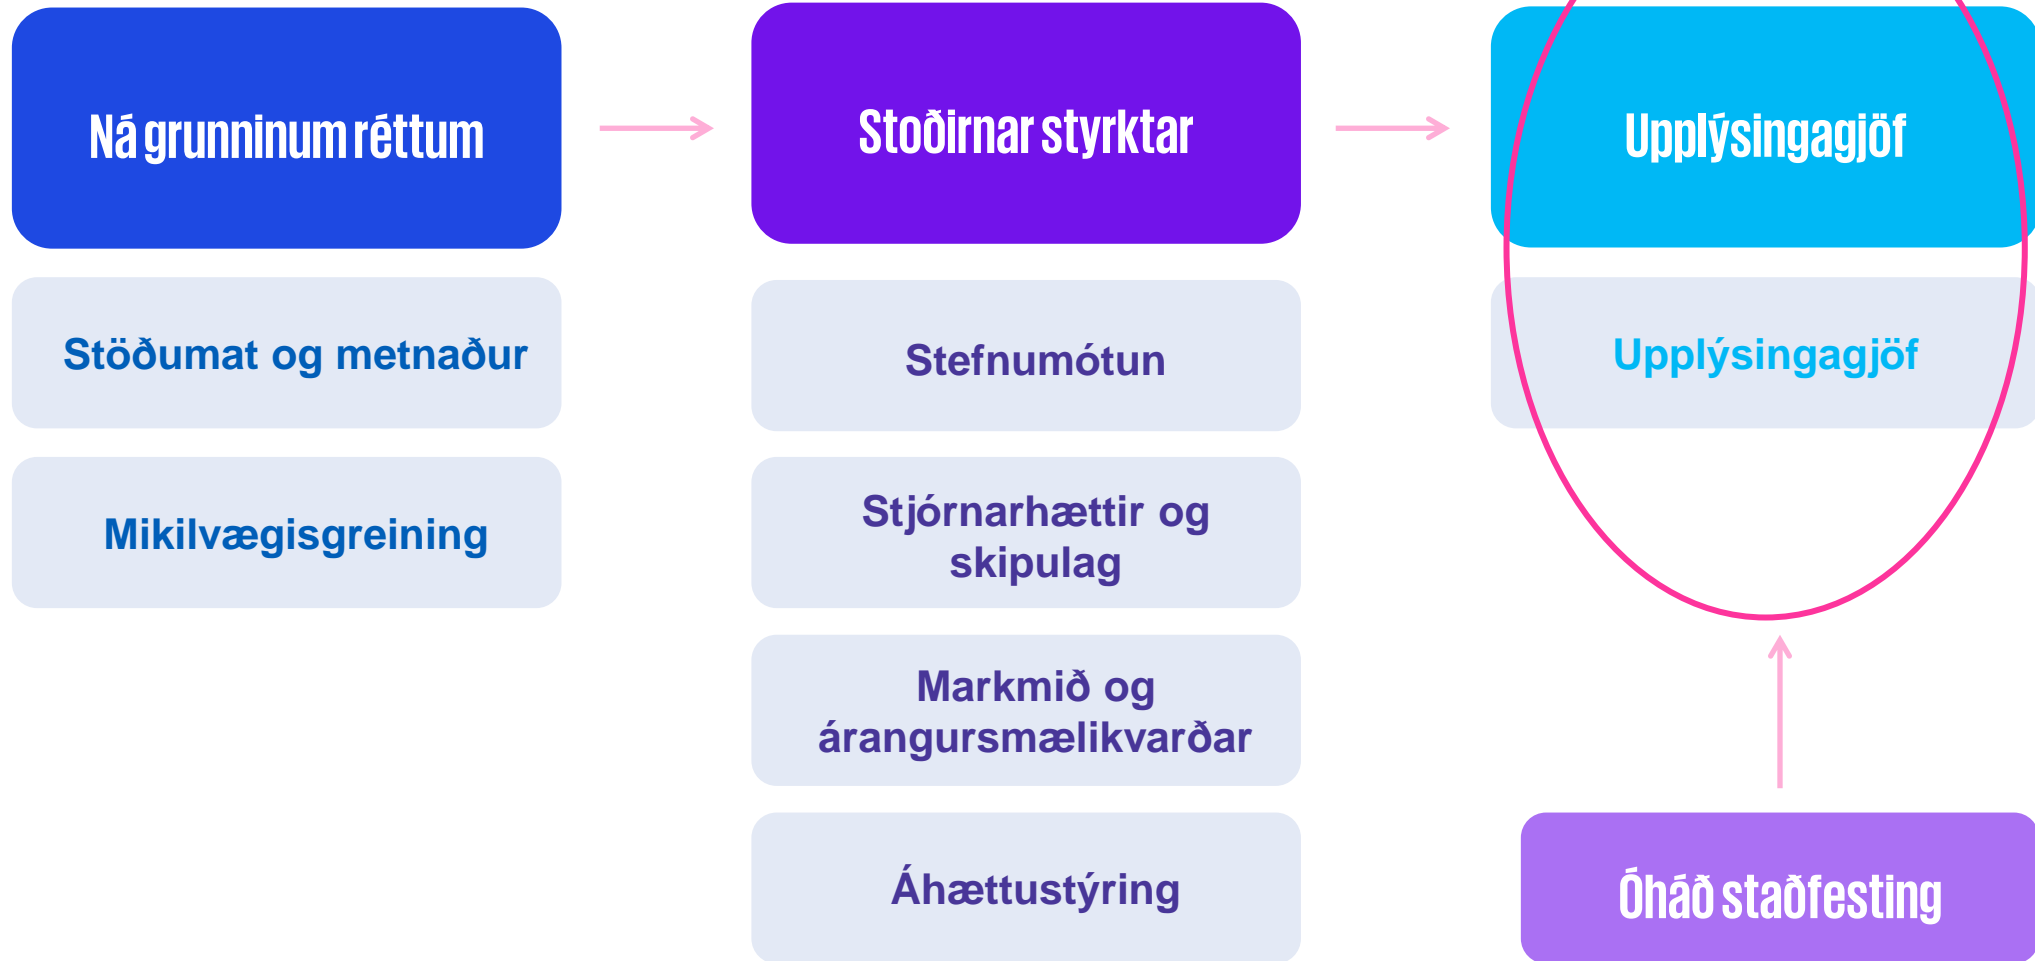 Ná grunninum réttum
Stöðumat og metnaður
Mikilvægisgreining
Stoðirnar styrktar
Stefnumótun
Stjórnarhættir og
skipulag
Markmið og
árangursmælikvarðar
Áhættustýring
Upplýsingagjöf
Upplýsingagjöf
Óháð staðfesting